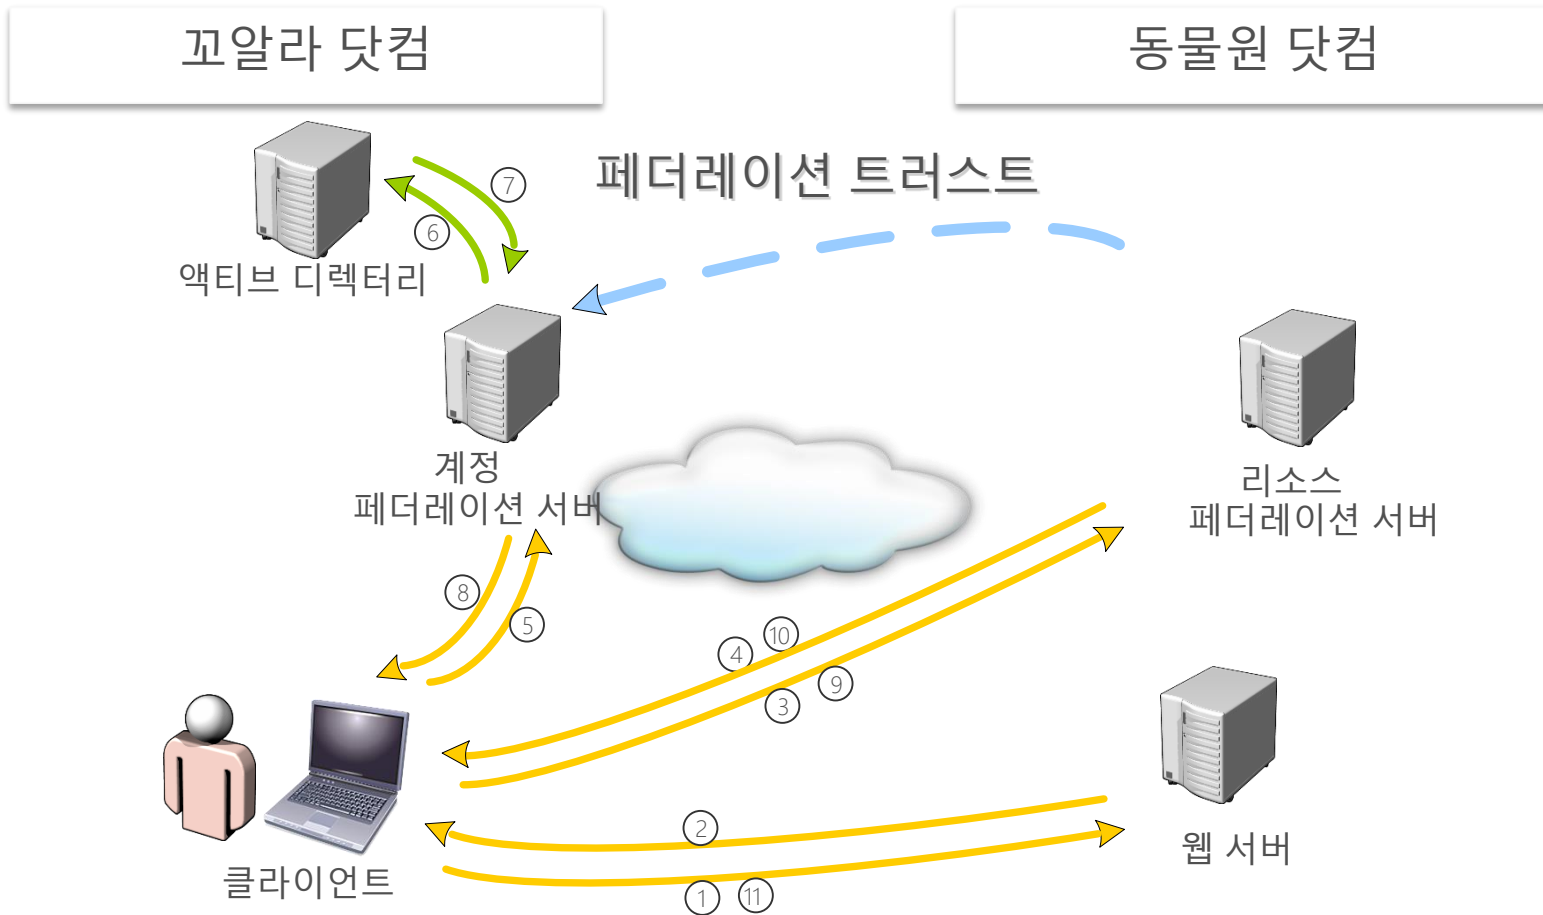 꼬알라 닷컴
동물원 닷컴
페더레이션 트러스트
⑦
⑥
액티브 디렉터리
계정
페더레이션 서버
리소스
페더레이션 서버
⑧
⑤
④
⑩
③
⑨
②
①
⑪
클라이언트
웹 서버